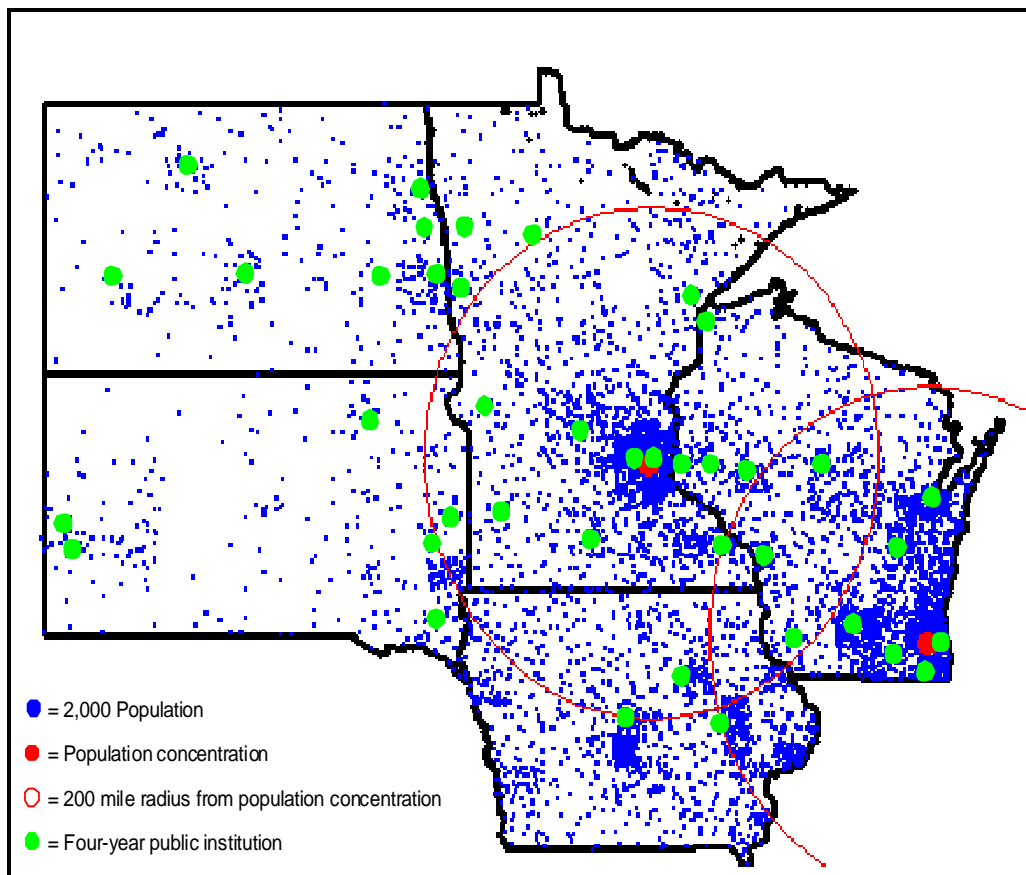 = 2,000 Population
= Population concentration
= 200 mile radius from population concentration
= Four-year public institution